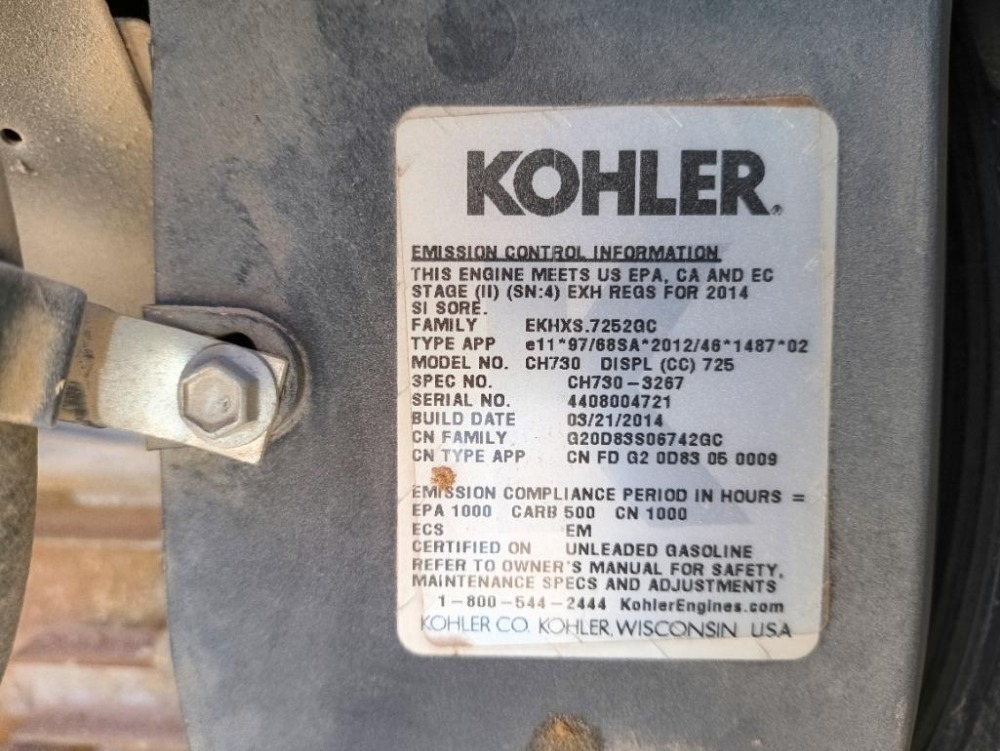 KOHLER®
EMISSION CONTROL INFORMATION
THIS ENGINE MEETS US EPA, CA AND EC
STAGE (II) (SN:4) EXH REGS FOR 2014
SI SORE.
FAMILY EKHXS.7252GC
TYPE APP e11*97/68SA*2012/46*1487*02
MODEL NO. CH730 DISPL (CC) 725
SPEC NO. CH730-3267
SERIAL NO. 4408004721
BUILD DATE 03/21/2014
CN FAMILY G20D83S06742GC
CN TYPE APP CN FD G2 0D83 05 0009
EMISSION COMPLIANCE PERIOD IN HOURS =
EPA 1000 CARB 500 CN 1000
ECS EM
CERTIFIED ON UNLEADED GASOLINE
REFER TO OWNER'S MANUAL FOR SAFETY,
MAINTENANCE SPECS AND ADJUSTMENTS
1-800-544-2444 KohlerEngines.com
KOHLER CO. KOHLER, WISCONSIN USA